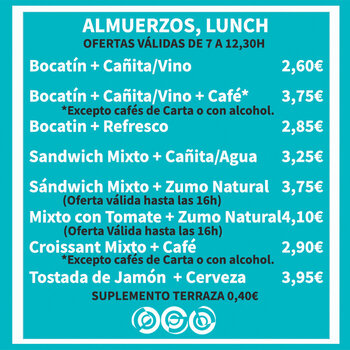 ALMUERZOS, LUNCH
OFERTAS VÁLIDAS DE 7 A 12,30H
Bocatín + Cañita/Vino 2,60€
Bocatín + Cañita/Vino + Café* 3,75€
*Excepto cafés de Carta o con alcohol.
Bocatin + Refresco 2,85€
Sandwich Mixto + Cañita/Agua 3,25€
Sándwich Mixto + Zumo Natural 3,75€
(Oferta válida hasta las 16h)
Mixto con Tomate + Zumo Natural 4,10€
(Oferta Válida hasta las 16h)
Croissant Mixto + Café 2,90€
*Excepto cafés de Carta o con alcohol.
Tostada de Jamón + Cerveza 3,95€
SUPLEMENTO TERRAZA 0,40€